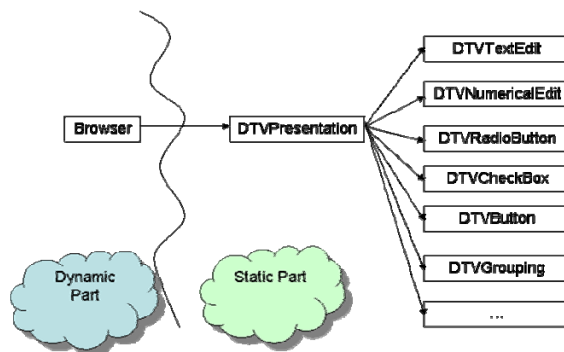 DTVTextEdit
DTVNumericalEdit
Browser
DTVPresentation
DTVRadioButton
DTVCheckBox
DTVButton
DTVGrouping
Dynamic
Part
Static Part
...